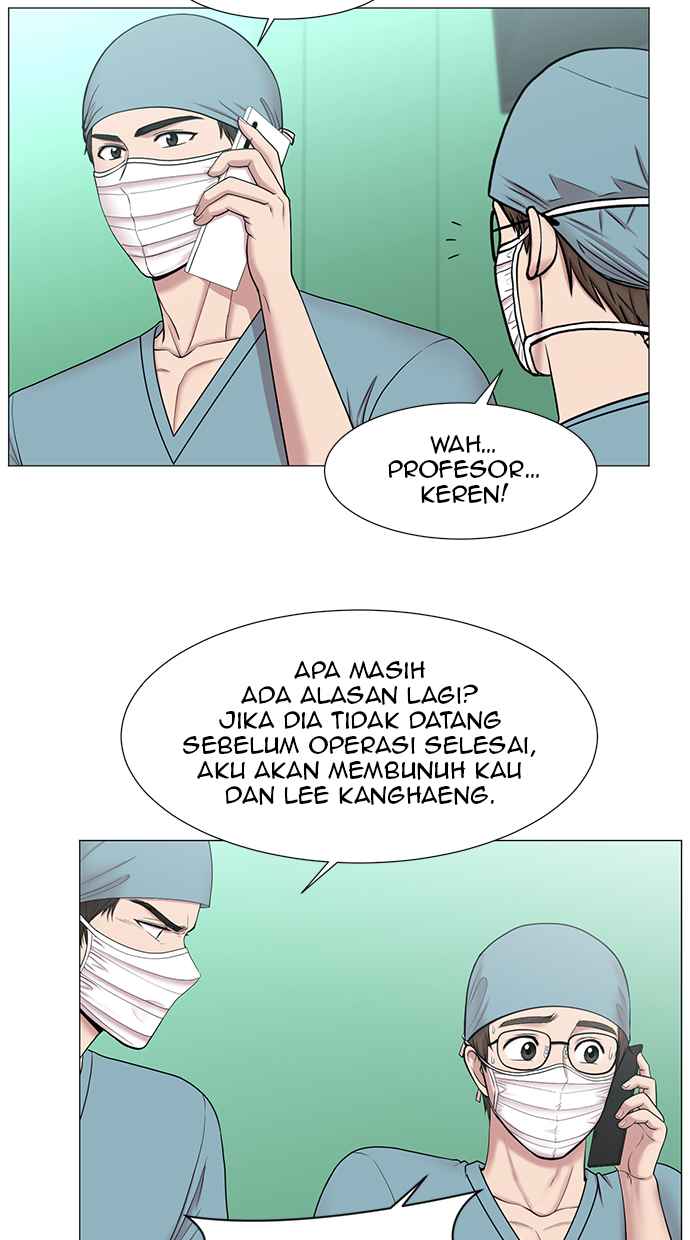 WAH...
PROFESOR...
KEREN!
APA MASIH
ADA ALASAN LAGI?
JIKA DIA TIDAK DATANG
SEBELUM OPERASI SELESAI,
AKU AKAN MEMBUNUH KAU
DAN LEE KANGHAENG.